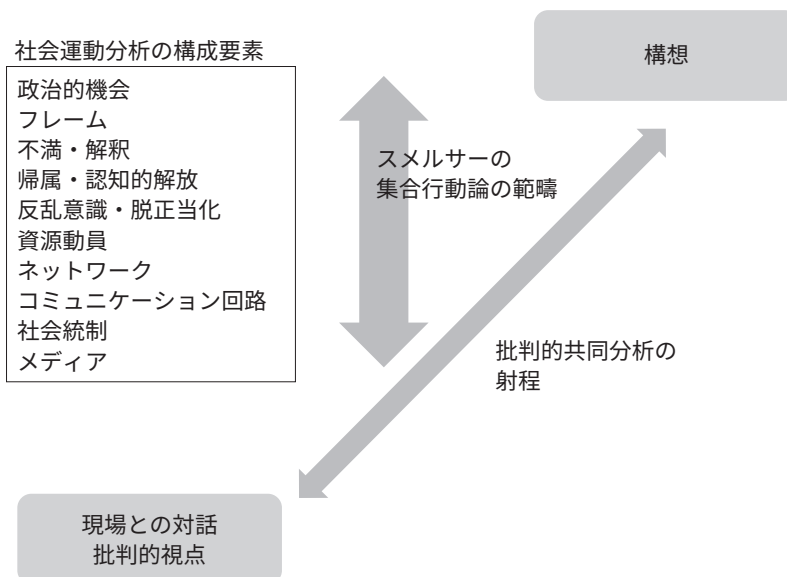 社会運動分析の構成要素
政治的機会
フレーム
不満・解釈
帰属・認知的解放
反乱意識・脱正当化
資源動員
ネットワーク
コミュニケーション回路
社会統制
メディア
構想
スメルサーの
集合行動論の範疇
批判的共同分析の
射程
現場との対話
批判的視点